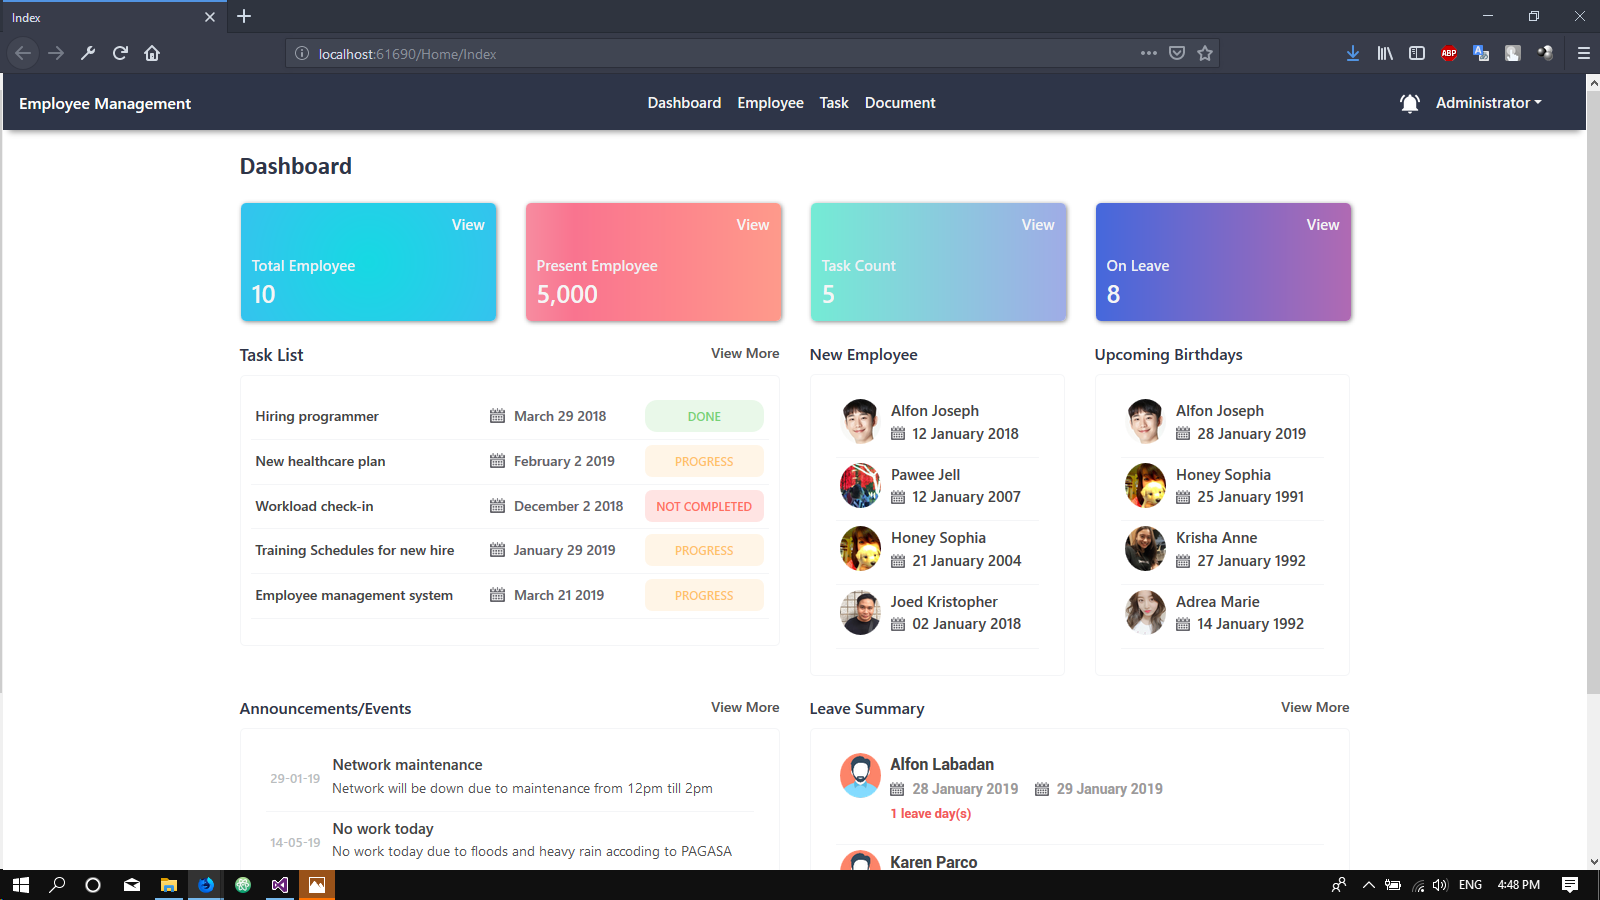 Index
localhost:61690/Home/Index
ABP
Employee Management
Dashboard
Employee
Task
Document
Administrator
Dashboard
View
Total Employee
10
View
Present Employee
5,000
View
Task Count
5
View
On Leave
8
Task List
View More
Hiring programmer
March 29 2018
DONE
New healthcare plan
February 2 2019
PROGRESS
Workload check-in
December 2 2018
NOT COMPLETED
Training Schedules for new hire
January 29 2019
PROGRESS
Employee management system
March 21 2019
PROGRESS
New Employee
Alfon Joseph
12 January 2018
Pawee Jell
12 January 2007
Honey Sophia
21 January 2004
Joed Kristopher
02 January 2018
Upcoming Birthdays
Alfon Joseph
28 January 2019
Honey Sophia
25 January 1991
Krisha Anne
27 January 1992
Adrea Marie
14 January 1992
Announcements/Events
View More
29-01-19
Network maintenance
Network will be down due to maintenance from 12pm till 2pm
14-05-19
No work today
No work today due to floods and heavy rain accoding to PAGASA
Leave Summary
View More
Alfon Labadan
28 January 2019
29 January 2019
1 leave day(s)
Karen Parco
ENG
4:48 PM